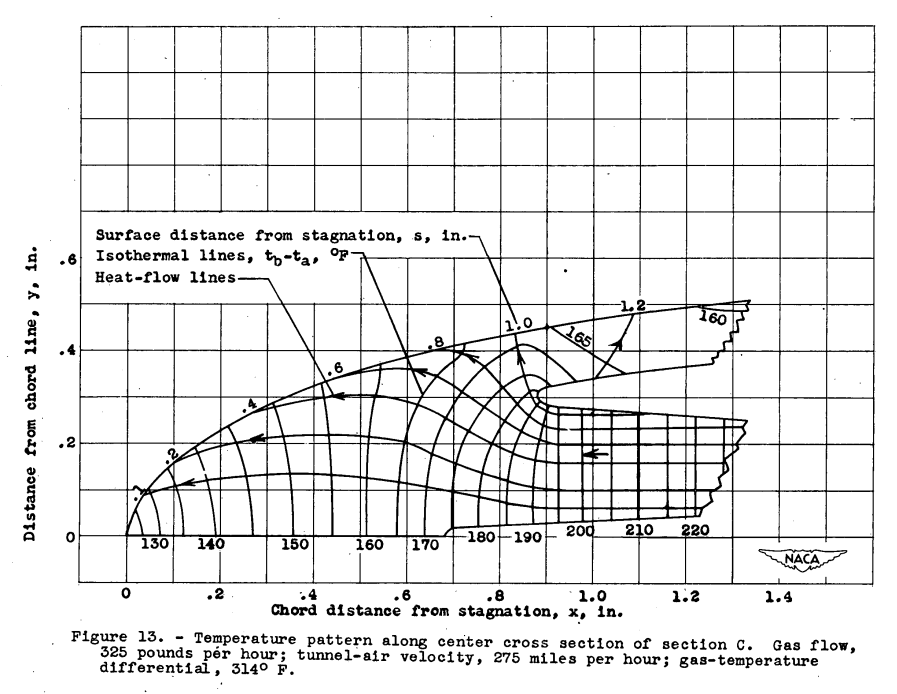 Surface distance from stagnation, s, in.
Isothermal lines, tb-ta, °F
Heat-flow lines
Distance from chord line, y, in.
.6
.4
.2
0
.1
.2
.4
.6
.8
1.0
1.2
165
160
130 140 150 160 170 180 190 200 210 220
NACA
0 .2 .4 .6 .8 1.0 1.2 1.4
Chord distance from stagnation, x, in.
Figure 13. - Temperature pattern along center cross section of section C. Gas flow,
325 pounds per hour; tunnel-air velocity, 275 miles per hour; gas-temperature
differential, 314° F.